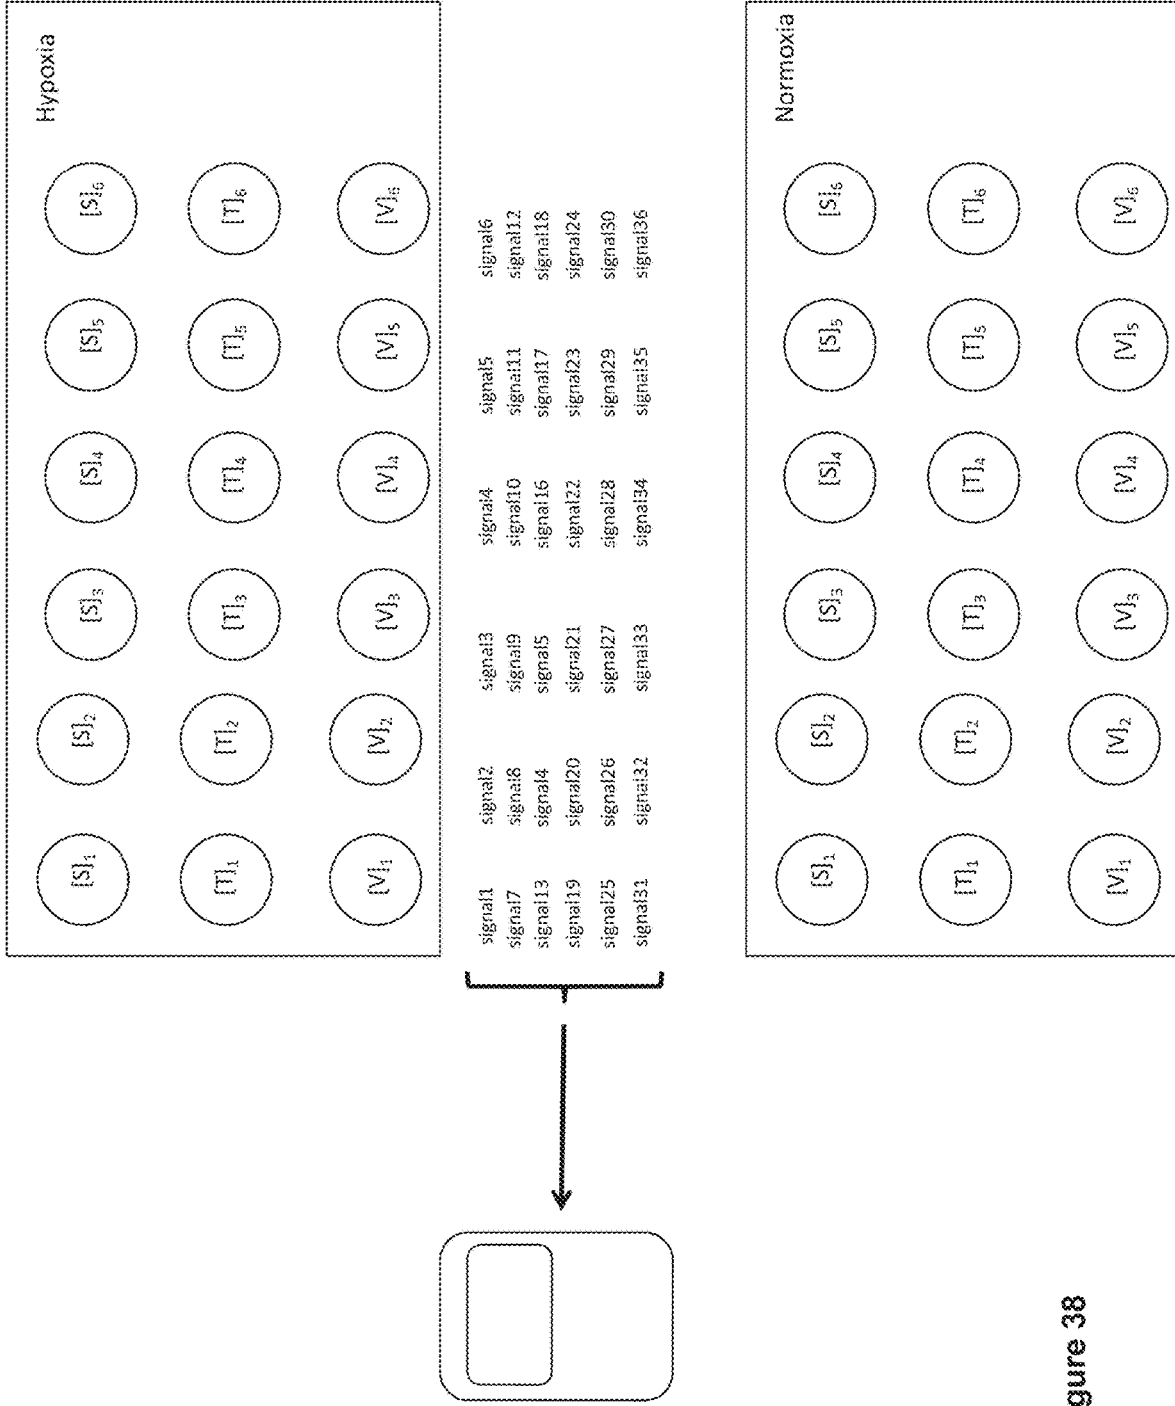 Hypoxia
[S]1 [S]2 [S]3 [S]4 [S]5 [S]6
[T]1 [T]2 [T]3 [T]4 [T]5 [T]6
[V]1 [V]2 [V]3 [V]4 [V]5 [V]6
signal1 signal2 signal3 signal4 signal5 signal6
signal7 signal8 signal9 signal10 signal11 signal12
signal13 signal4 signal5 signal16 signal17 signal18
signal19 signal20 signal21 signal22 signal23 signal24
signal25 signal26 signal27 signal28 signal29 signal30
signal31 signal32 signal33 signal34 signal35 signal36
Normoxia
[S]1 [S]2 [S]3 [S]4 [S]5 [S]6
[T]1 [T]2 [T]3 [T]4 [T]5 [T]6
[V]1 [V]2 [V]3 [V]4 [V]5 [V]6
gure 38